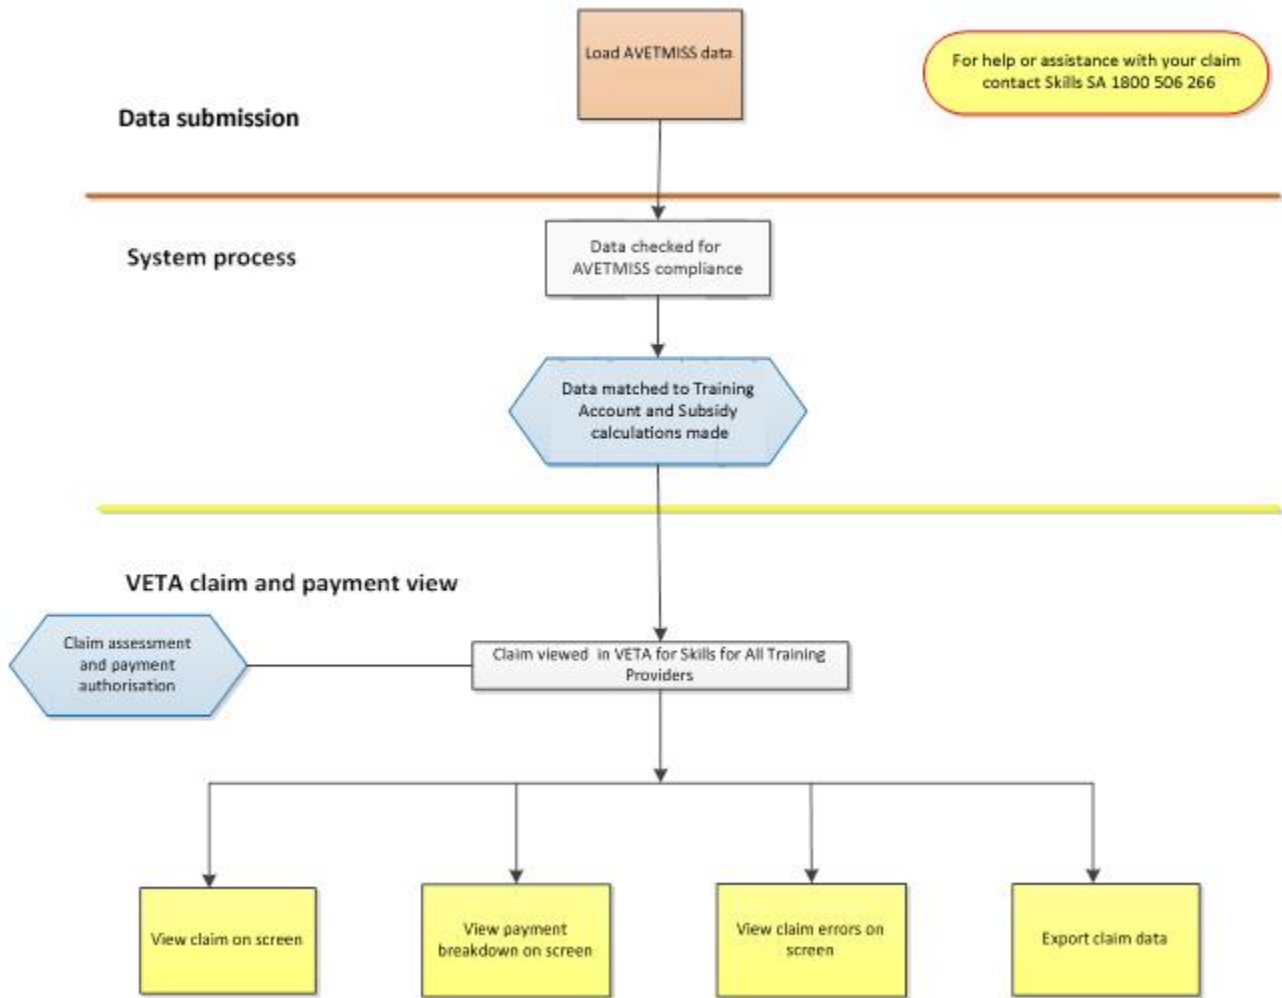 Load AVETMISS data
For help or assistance with your claim
contact Skills SA 1800 506 266
Data submission
System process
Data checked for
AVETMISS compliance
Data matched to Training
Account and Subsidy
calculations made
VETA claim and payment view
Claim assessment
and payment
authorisation
Claim viewed in VETA for Skills for All Training
Providers
View claim on screen
View payment
breakdown on screen
View claim errors on
screen
Export claim data